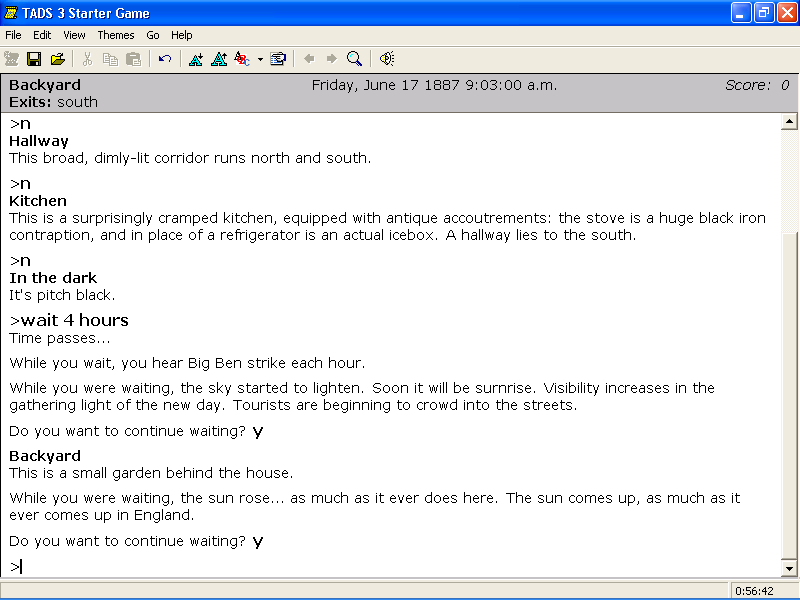 TADS 3 Starter Game
File Edit View Themes Go Help
Backyard Friday, June 17 1887 9:03:00 a.m. Score: 0
Exits: south
>n
Hallway
This broad, dimly-lit corridor runs north and south.
>n
Kitchen
This is a surprisingly cramped kitchen, equipped with antique accoutrements: the stove is a huge black iron
contraption, and in place of a refrigerator is an actual icebox. A hallway lies to the south.
>n
In the dark
It's pitch black.
>wait 4 hours
Time passes...
While you wait, you hear Big Ben strike each hour.
While you were waiting, the sky started to lighten. Soon it will be surnrise. Visibility increases in the
gathering light of the new day. Tourists are beginning to crowd into the streets.
Do you want to continue waiting? y
Backyard
This is a small garden behind the house.
While you were waiting, the sun rose... as much as it ever does here. The sun comes up, as much as it
ever comes up in England.
Do you want to continue waiting? y
>
0:56:42